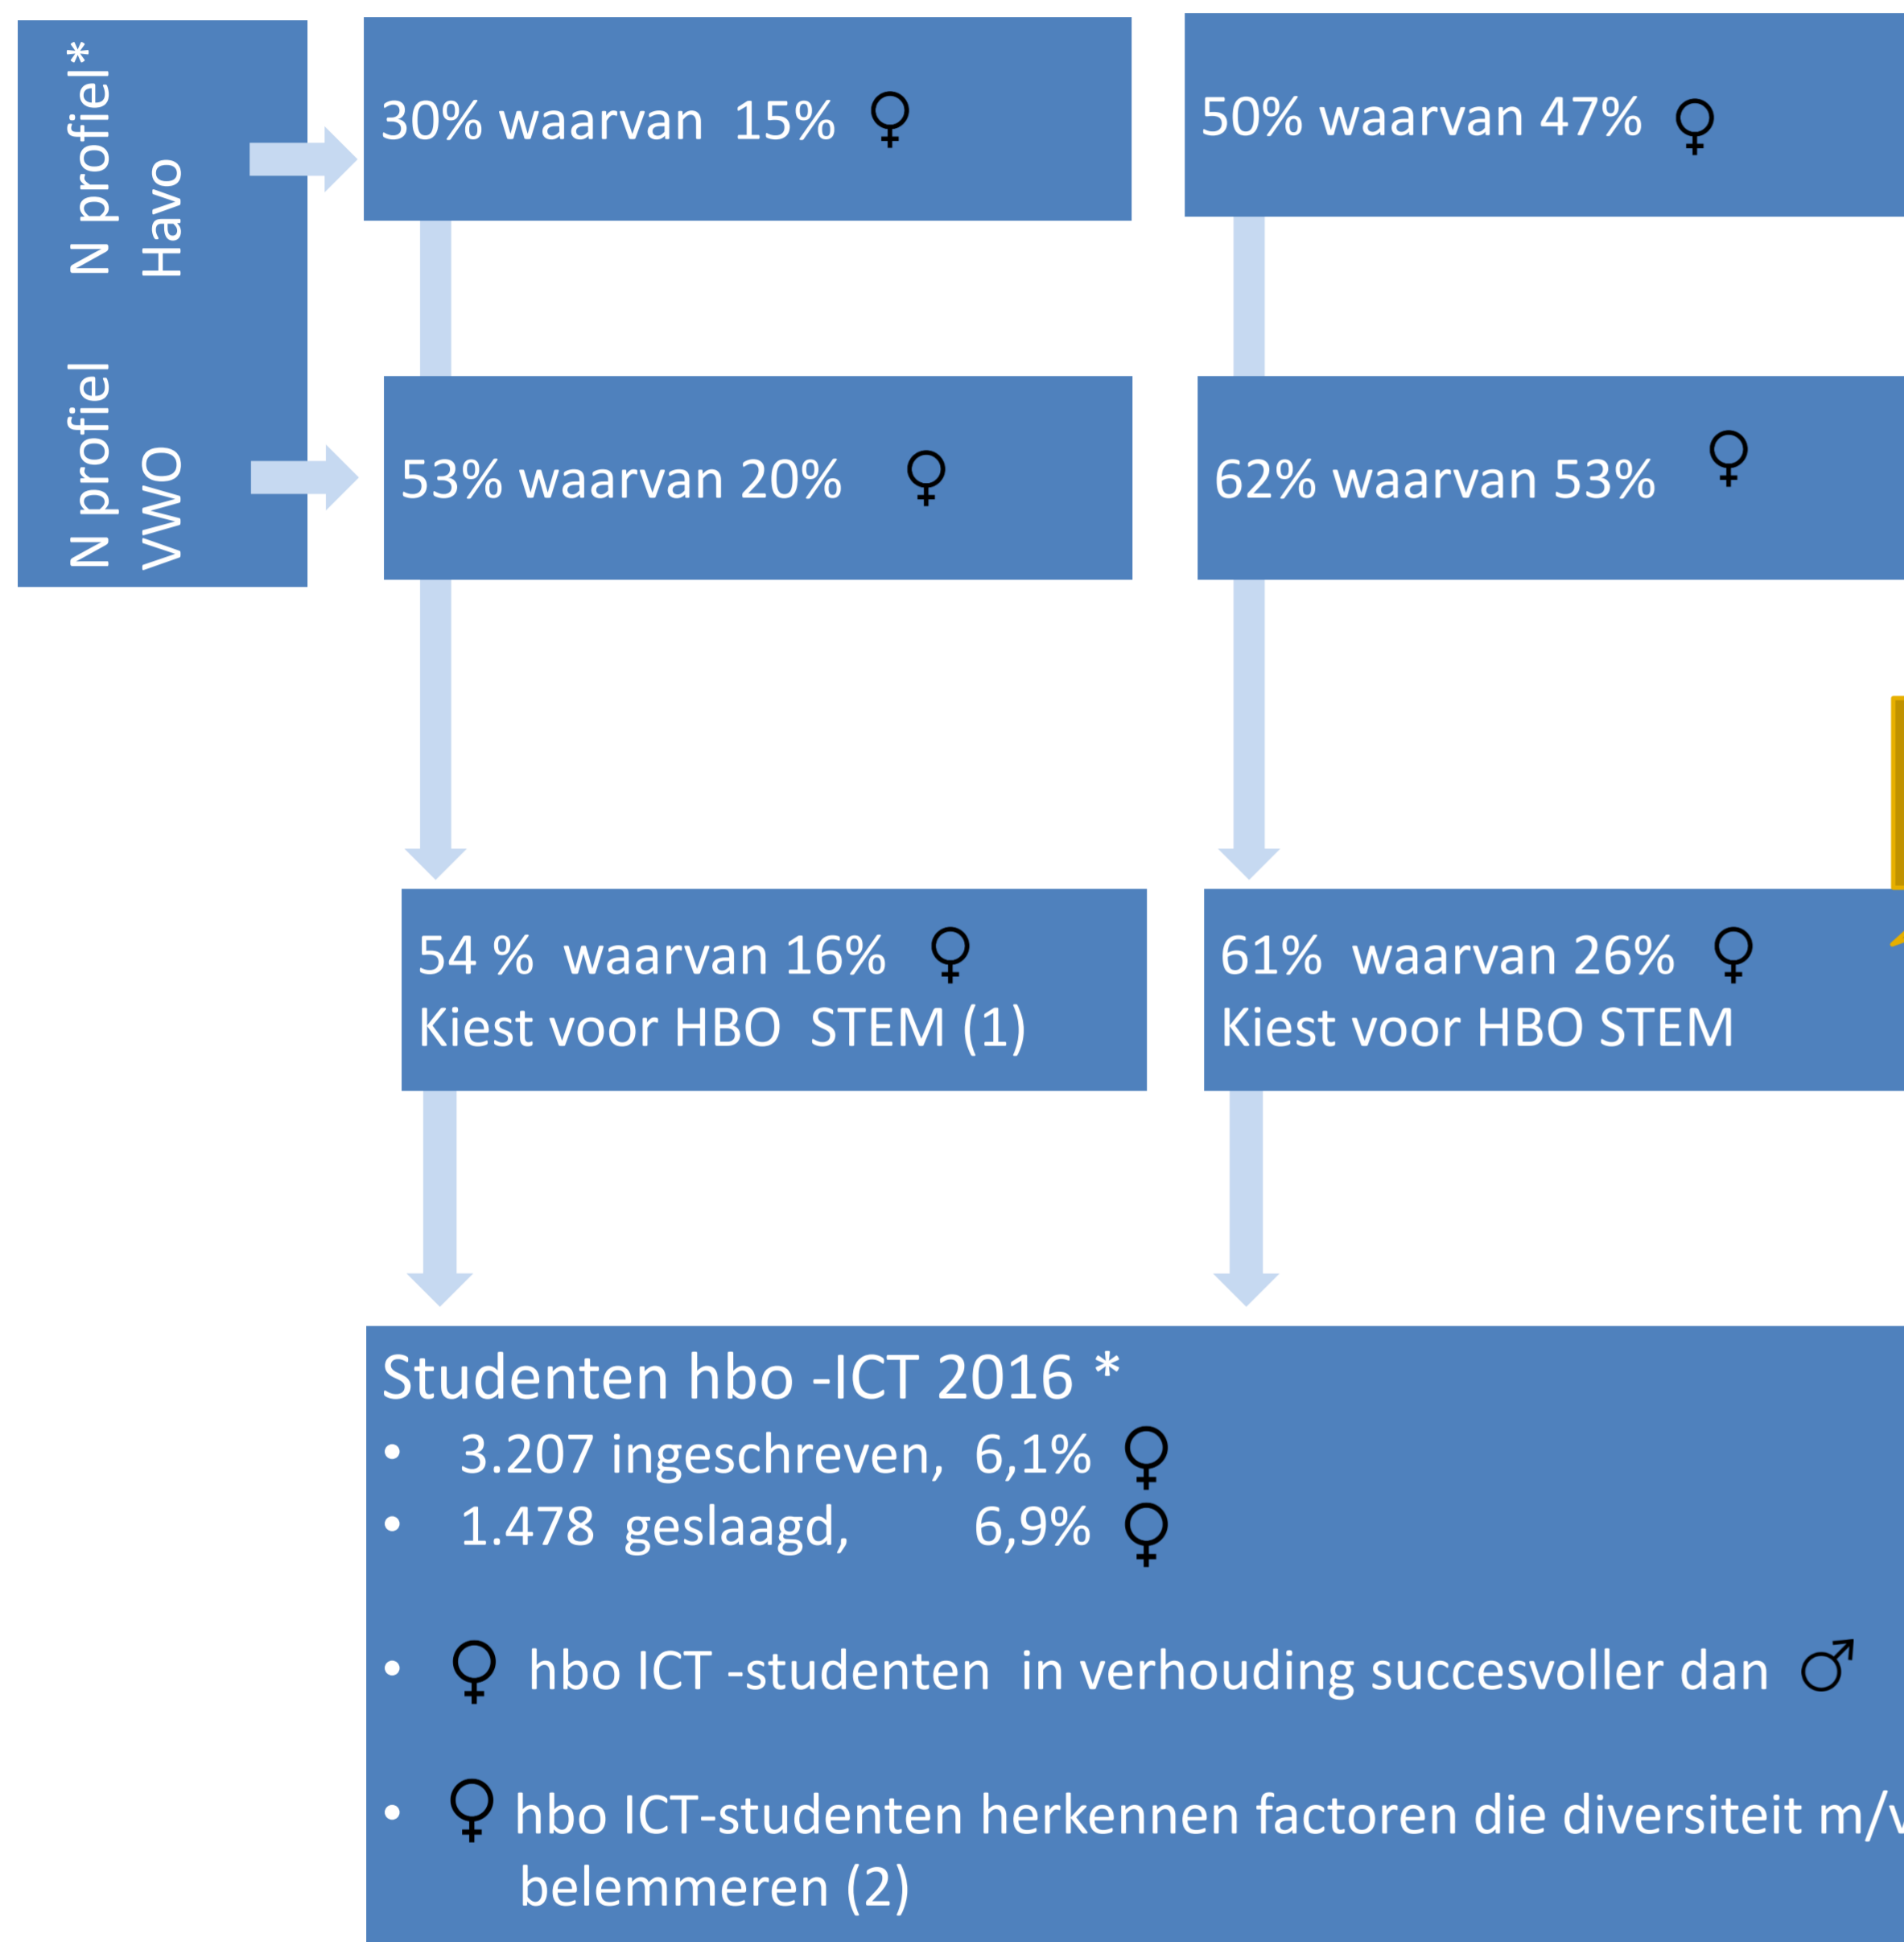 N profiel*
Havo
N profiel
VWO
30% waarvan 15% ♀
50% waarvan 47% ♀
53% waarvan 20% ♀
62% waarvan 53% ♀
54 % waarvan 16% ♀
Kiest voor HBO STEM (1)
61% waarvan 26% ♀
Kiest voor HBO STEM
Studenten hbo -ICT 2016 *
• 3.207 ingeschreven, 6,1% ♀
• 1.478 geslaagd, 6,9% ♀
• ♀ hbo ICT -studenten in verhouding succesvoller dan ♂
• ♀ hbo ICT-studenten herkennen factoren die diversiteit m/v
belemmeren (2)